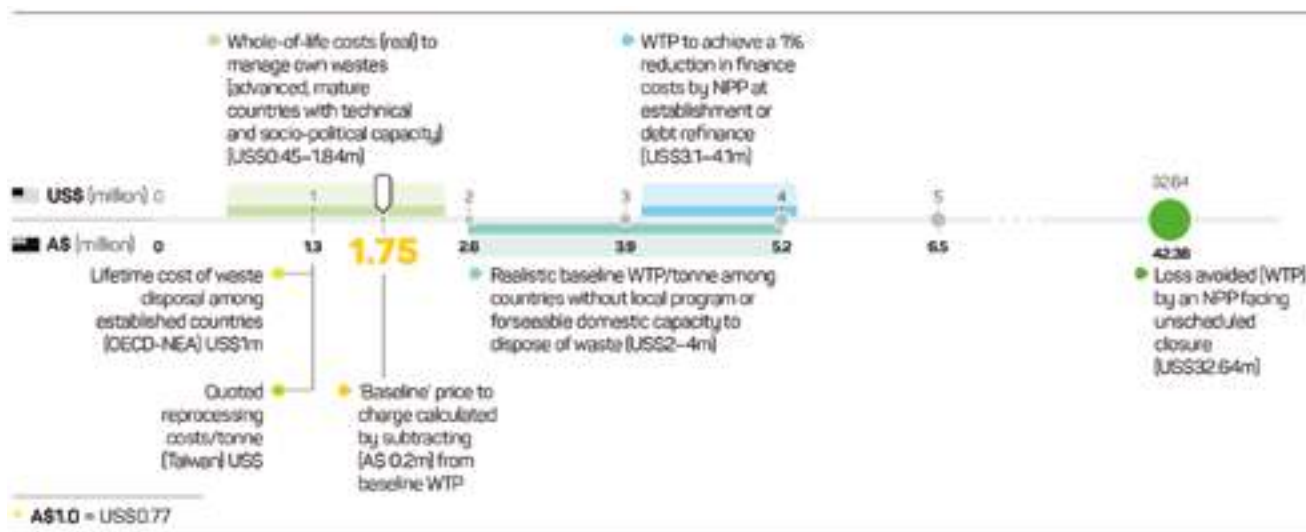 Whole-of-life costs (real) to
manage own wastes
(advanced, mature
countries with technical
and socio-political capacity)
(US$0.45–1.84m)
WTP to achieve a 1%
reduction in finance
costs by NPP at
establishment or
debt refinance
(US$3.1–4.1m)
US$ (million) 0 1 2 3 4 5 32.64
A$ (million) 0 1.3 1.75 2.6 3.9 5.2 6.5 42.38
Lifetime cost of waste
disposal among
established countries
(OECD-NEA) US$1m
Realistic baseline WTP/tonne among
countries without local program or
forseeable domestic capacity to
dispose of waste (US$2–4m)
Loss avoided (WTP)
by an NPP facing
unscheduled
closure
(US$32.64m)
Quoted
reprocessing
costs/tonne
(Taiwan) US$
'Baseline' price to
charge calculated
by subtracting
(A$ 0.2m) from
baseline WTP
A$1.0 = US$0.77